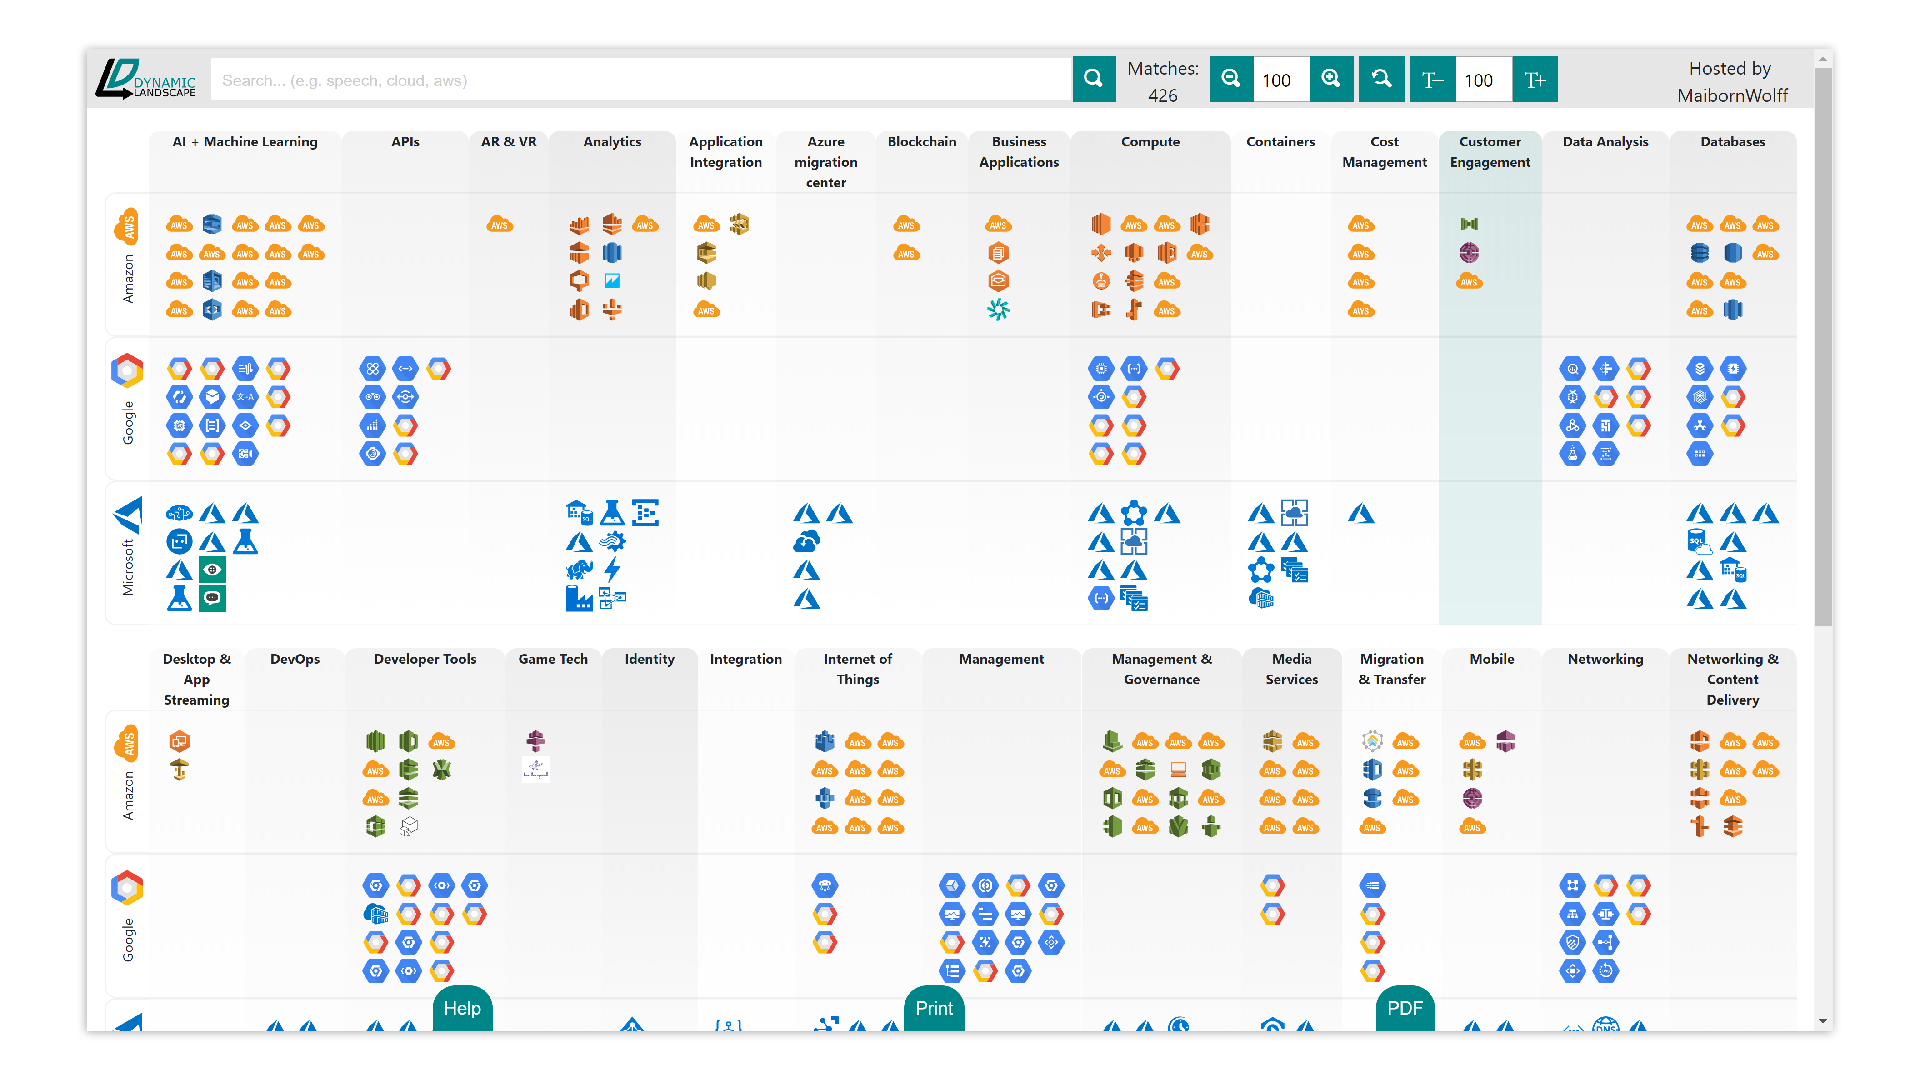 DYNAMIC
LANDSCAPE
Search... (e.g. speech, cloud, aws)
Matches:
426
100
T-
100
T+
Hosted by
MaibornWolff
AI + Machine Learning
APIs
AR & VR
Analytics
Application
Integration
Azure
migration
center
Blockchain
Business
Applications
Compute
Containers
Cost
Management
Customer
Engagement
Data Analysis
Databases
Amazon
Google
Microsoft
Desktop &
App
Streaming
DevOps
Developer Tools
Game Tech
Identity
Integration
Internet of
Things
Management
Management &
Governance
Media
Services
Migration
& Transfer
Mobile
Networking
Networking &
Content
Delivery
Amazon
Google
Help
Print
PDF